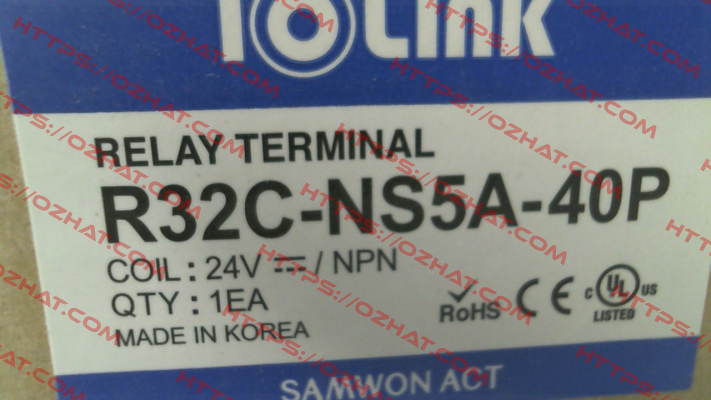 IOLINK
RELAY TERMINAL
R32C-NS5A-40P
COIL : 24V ⎓ / NPN
QTY : 1EA
MADE IN KOREA
RoHS CE c UL us
LISTED
SAMWON ACT
HTTPS://OZHAT.COM